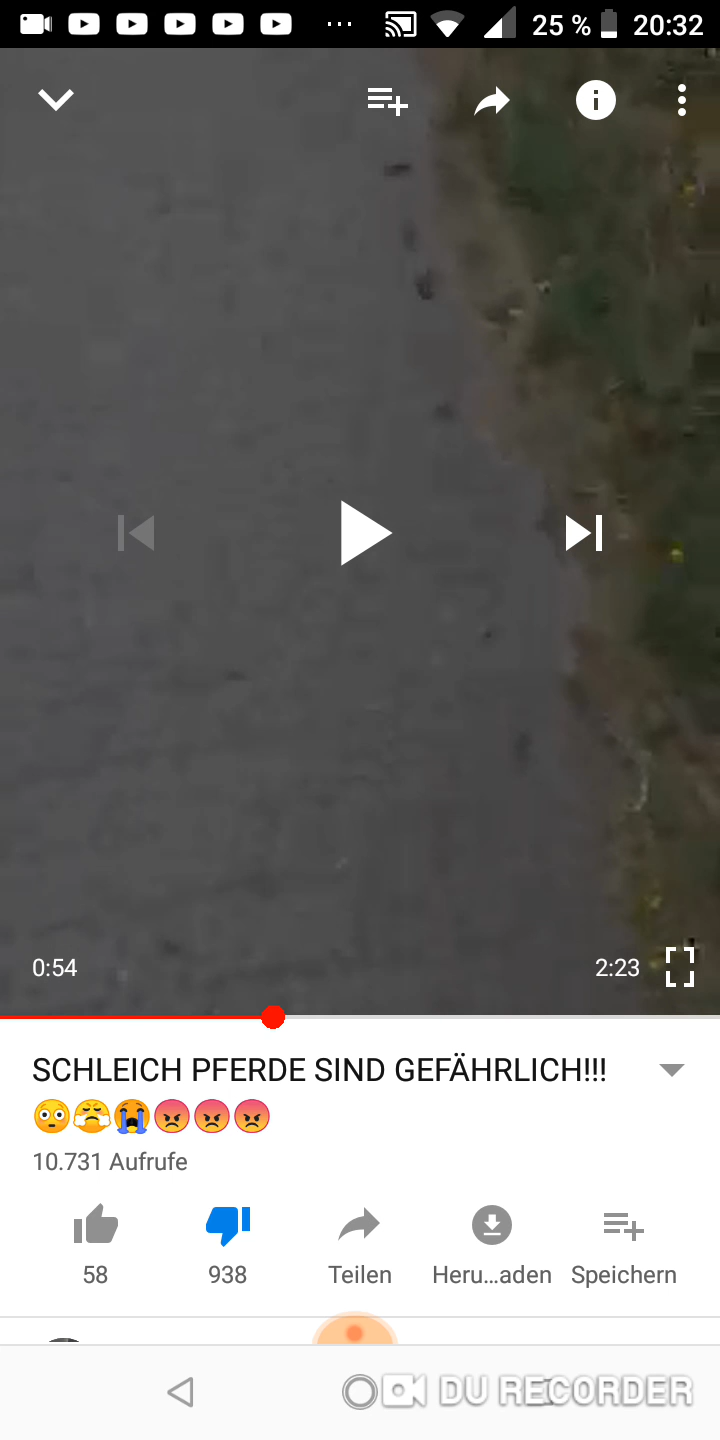 25 % 20:32
0:54 2:23
SCHLEICH PFERDE SIND GEFÄHRLICH!!!
😳😤😭😡😡😡
10.731 Aufrufe
58 938 Teilen Heru...aden Speichern
DU RECORDER